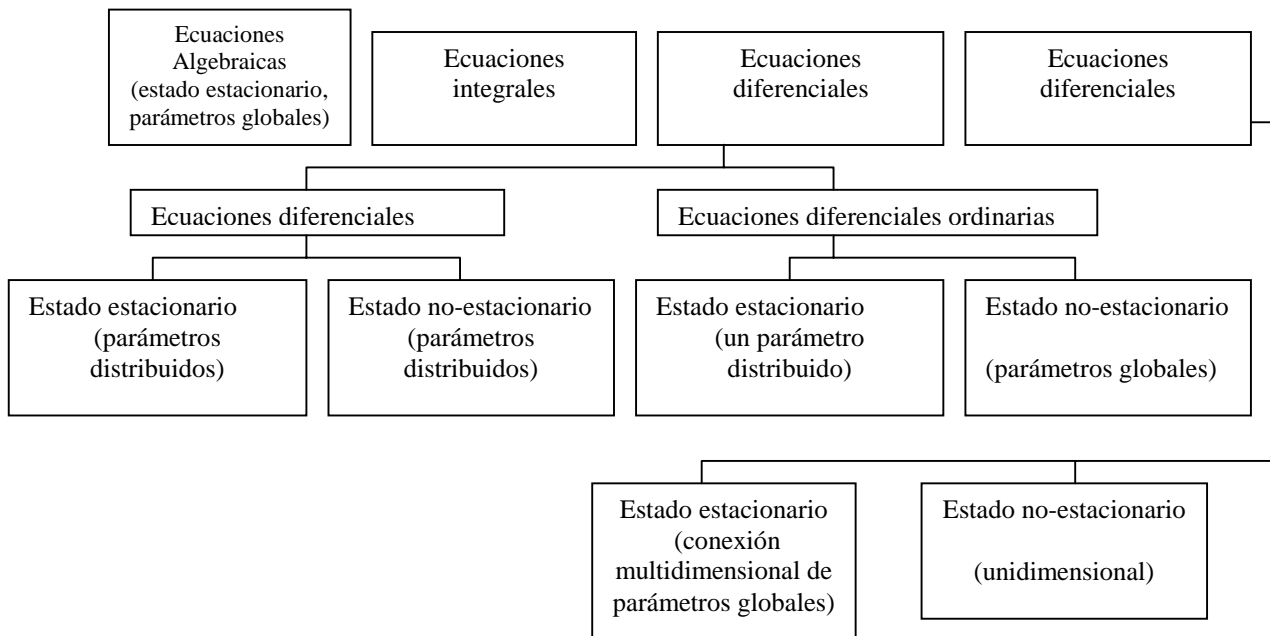 Ecuaciones
Algebraicas
(estado estacionario,
parámetros globales)
Ecuaciones
integrales
Ecuaciones
diferenciales
Ecuaciones
diferenciales
Ecuaciones diferenciales
Ecuaciones diferenciales ordinarias
Estado estacionario
(parámetros
distribuidos)
Estado no-estacionario
(parámetros
distribuidos)
Estado estacionario
(un parámetro
distribuido)
Estado no-estacionario
(parámetros globales)
Estado estacionario
(conexión
multidimensional de
parámetros globales)
Estado no-estacionario
(unidimensional)